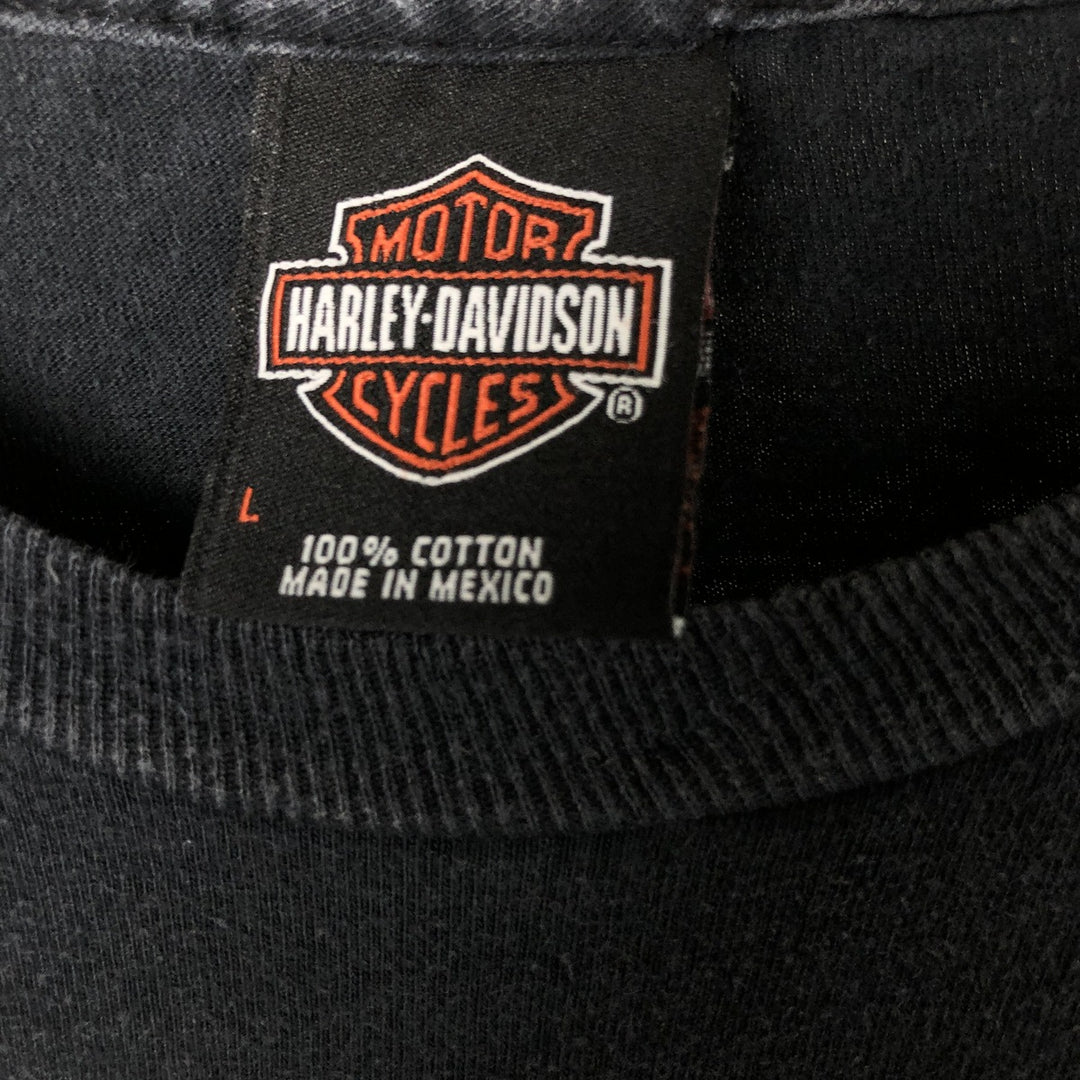 MOTOR
HARLEY-DAVIDSON
CYCLES
®
L
100% COTTON
MADE IN MEXICO